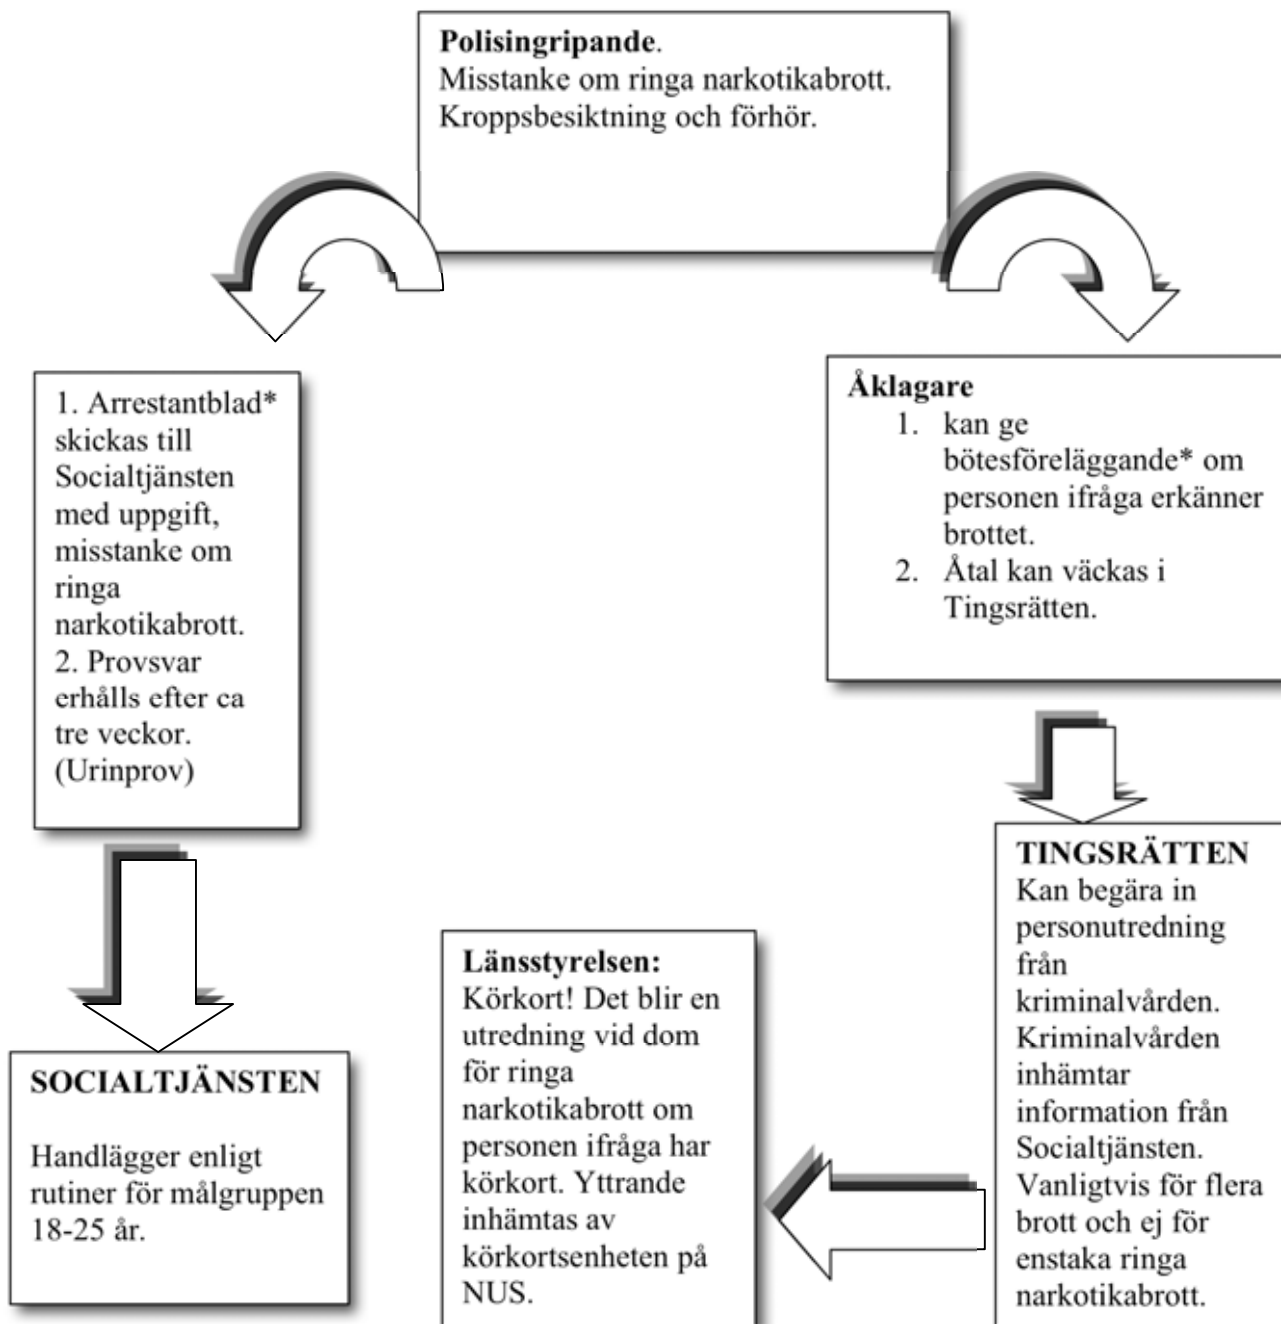 Polisingripande.
Misstanke om ringa narkotikabrott.
Kroppsbesiktning och förhör.
1. Arrestantblad*
skickas till
Socialtjänsten
med uppgift,
misstanke om
ringa
narkotikabrott.
2. Provsvar
erhålls efter ca
tre veckor.
(Urinprov)
Åklagare
1. kan ge
bötesföreläggande* om
personen ifråga erkänner
brottet.
2. Åtal kan väckas i
Tingsrätten.
SOCIALTJÄNSTEN
Handlägger enligt
rutiner för målgruppen
18-25 år.
Länsstyrelsen:
Körkort! Det blir en
utredning vid dom
för ringa
narkotikabrott om
personen ifråga har
körkort. Yttrande
inhämtas av
körkortsenheten på
NUS.
TINGSRÄTTEN
Kan begära in
personutredning
från
kriminalvården.
Kriminalvården
inhämtar
information från
Socialtjänsten.
Vanligtvis för flera
brott och ej för
enstaka ringa
narkotikabrott.